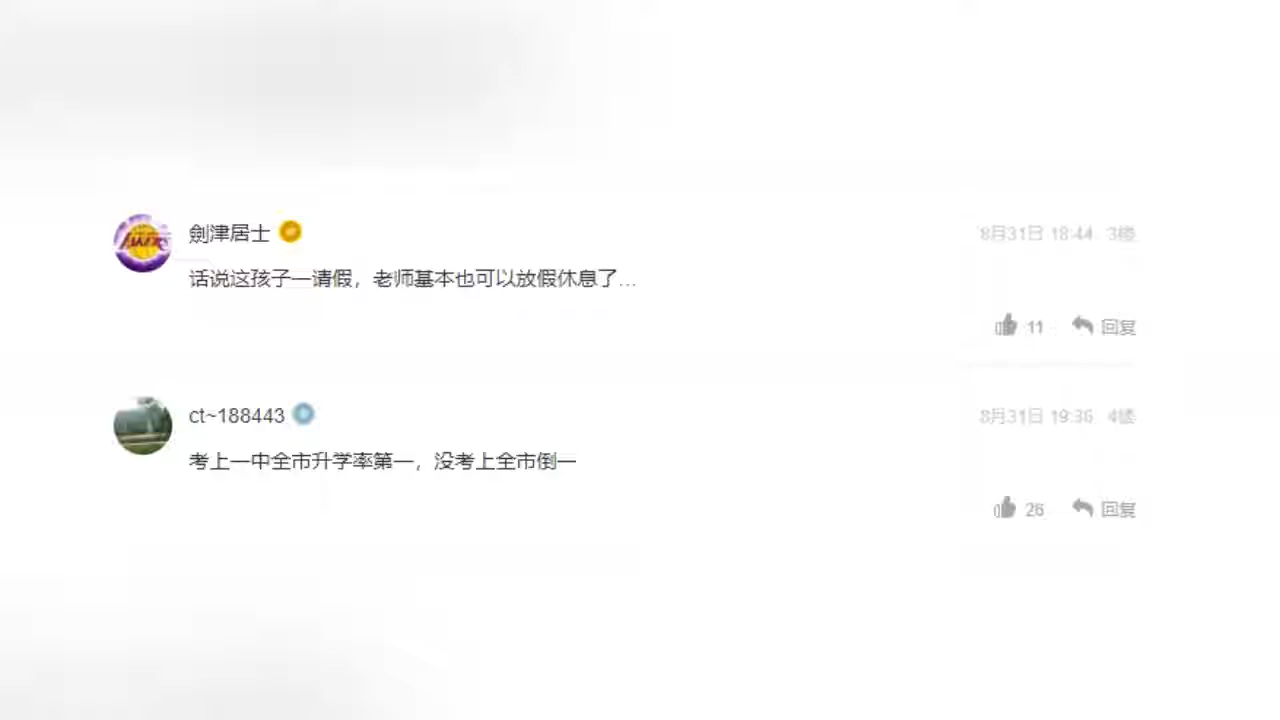 劍津居士
8月31日 18:44 3楼
话说这孩子一请假，老师基本也可以放假休息了...
11 回复
ct~188443
8月31日 19:36 4楼
考上一中全市升学率第一，没考上全市倒一
26 回复
LAKERS